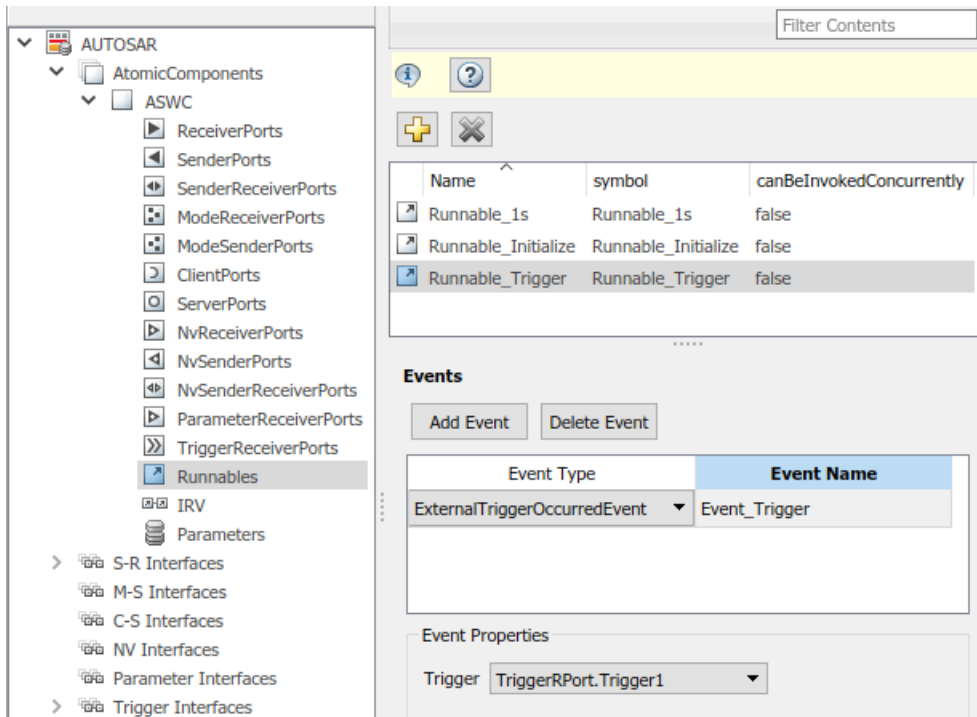 AUTOSAR
AtomicComponents
ASWC
ReceiverPorts
SenderPorts
SenderReceiverPorts
ModeReceiverPorts
ModeSenderPorts
ClientPorts
ServerPorts
NvReceiverPorts
NvSenderPorts
NvSenderReceiverPorts
ParameterReceiverPorts
TriggerReceiverPorts
Runnables
IRV
Parameters
S-R Interfaces
M-S Interfaces
C-S Interfaces
NV Interfaces
Parameter Interfaces
Trigger Interfaces
Filter Contents
Name symbol canBeInvokedConcurrently
Runnable_1s Runnable_1s false
Runnable_Initialize Runnable_Initialize false
Runnable_Trigger Runnable_Trigger false
Events
Add Event Delete Event
Event Type Event Name
ExternalTriggerOccurredEvent Event_Trigger
Event Properties
Trigger TriggerRPort.Trigger1